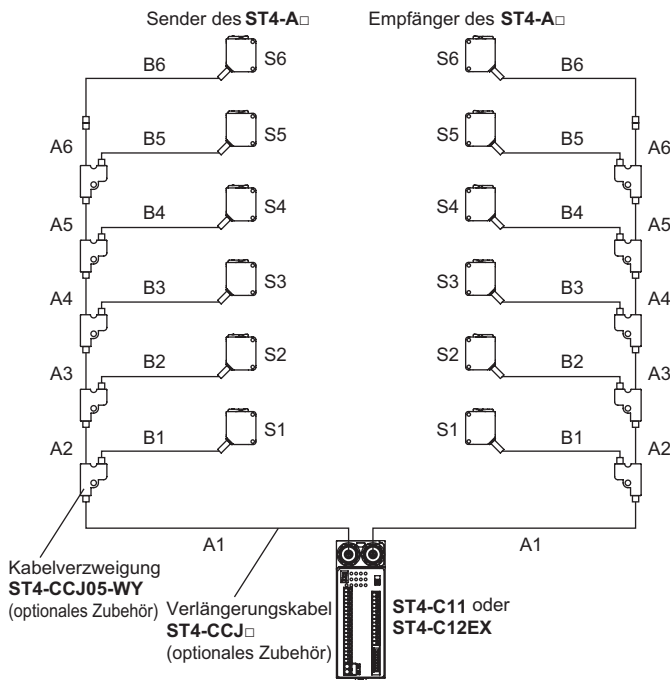 Sender des ST4-A□
Empfänger des ST4-A□
B6
S6
S6
B6
A6
B5
S5
S5
B5
A6
A5
B4
S4
S4
B4
A5
A4
B3
S3
S3
B3
A4
A3
B2
S2
S2
B2
A3
A2
B1
S1
S1
B1
A2
A1
A1
Kabelverzweigung
ST4-CCJ05-WY
(optionales Zubehör)
Verlängerungskabel
ST4-CCJ□
(optionales Zubehör)
ST4-C11 oder
ST4-C12EX